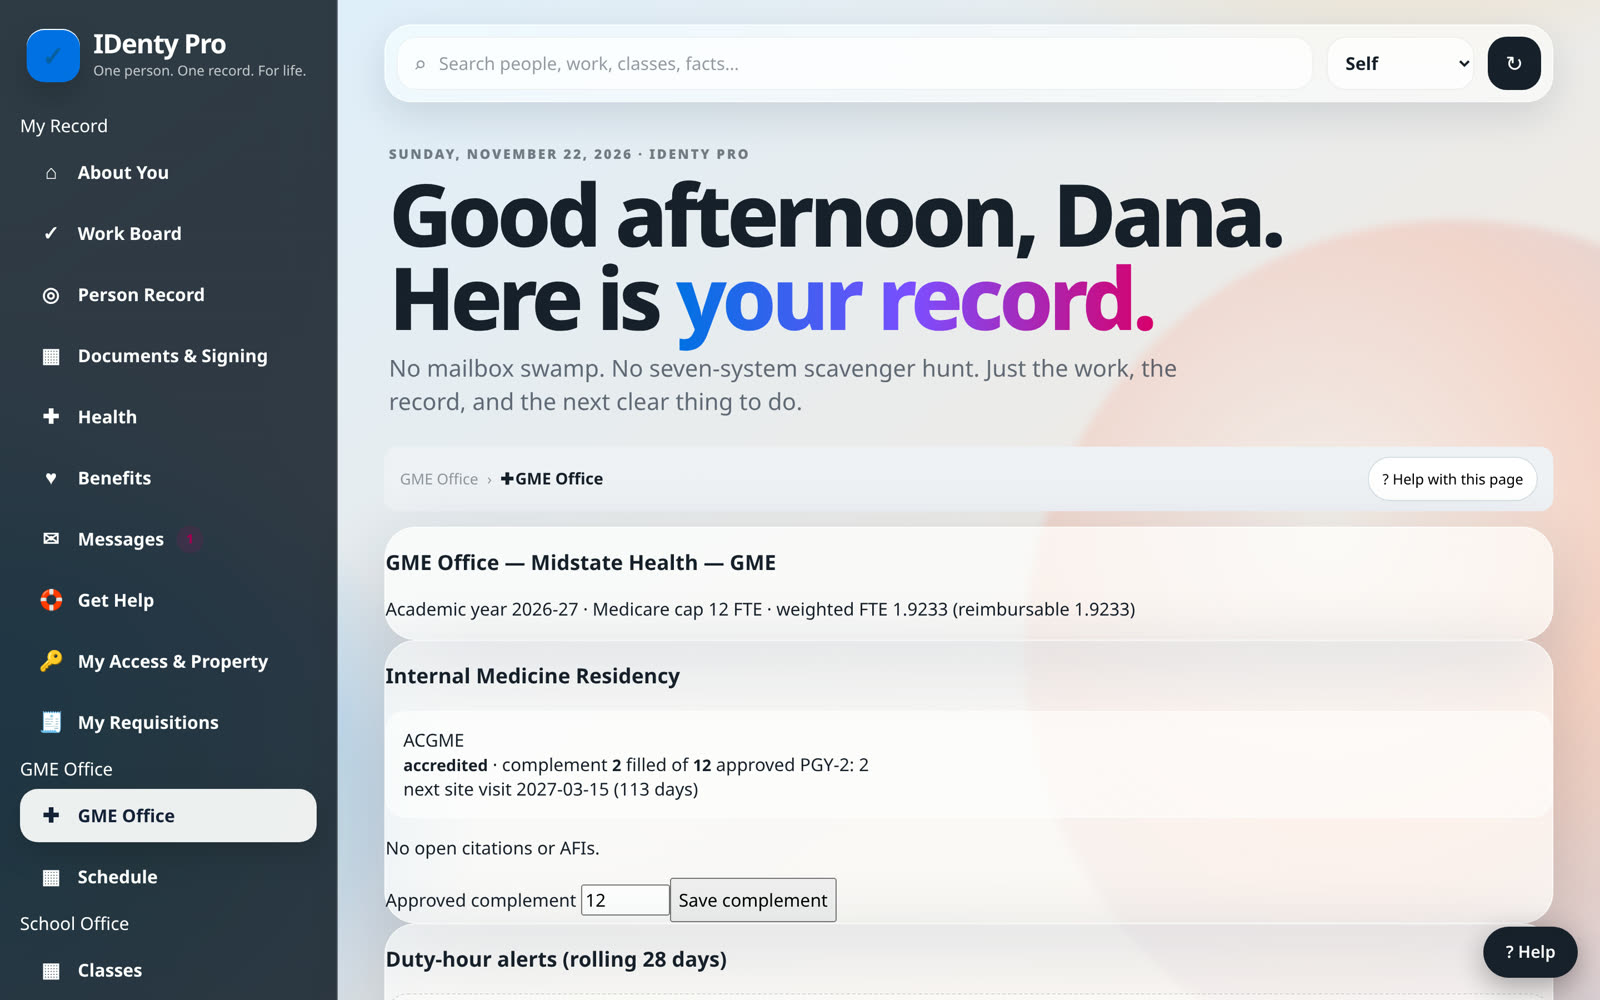 IDenty Pro
One person. One record. For life.
My Record
About You
Work Board
Person Record
Documents & Signing
Health
Benefits
Messages
Get Help
My Access & Property
My Requisitions
GME Office
GME Office
Schedule
School Office
Classes
Search people, work, classes, facts...
Self
SUNDAY, NOVEMBER 22, 2026 · IDENTY PRO
Good afternoon, Dana.
Here is your record.
No mailbox swamp. No seven-system scavenger hunt. Just the work, the
record, and the next clear thing to do.
GME Office › ✚GME Office
? Help with this page
GME Office — Midstate Health — GME
Academic year 2026-27 · Medicare cap 12 FTE · weighted FTE 1.9233 (reimbursable 1.9233)
Internal Medicine Residency
ACGME
accredited · complement 2 filled of 12 approved PGY-2: 2
next site visit 2027-03-15 (113 days)
No open citations or AFIs.
Approved complement 12 Save complement
Duty-hour alerts (rolling 28 days)
? Help